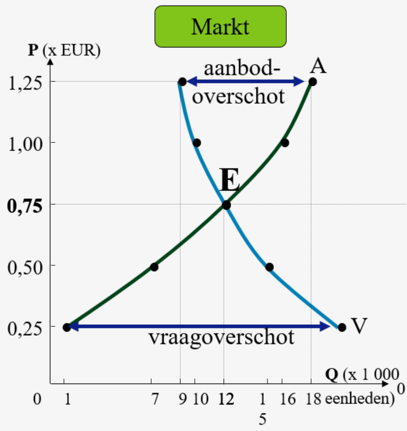 Markt
P (x EUR)
1,25
aanbod-
overschot
A
1,00
E
0,75
0,50
0,25
vraagoverschot
V
Q (x 1 000
eenheden)
0
0 1 7 9 10 12 1 16 18
5